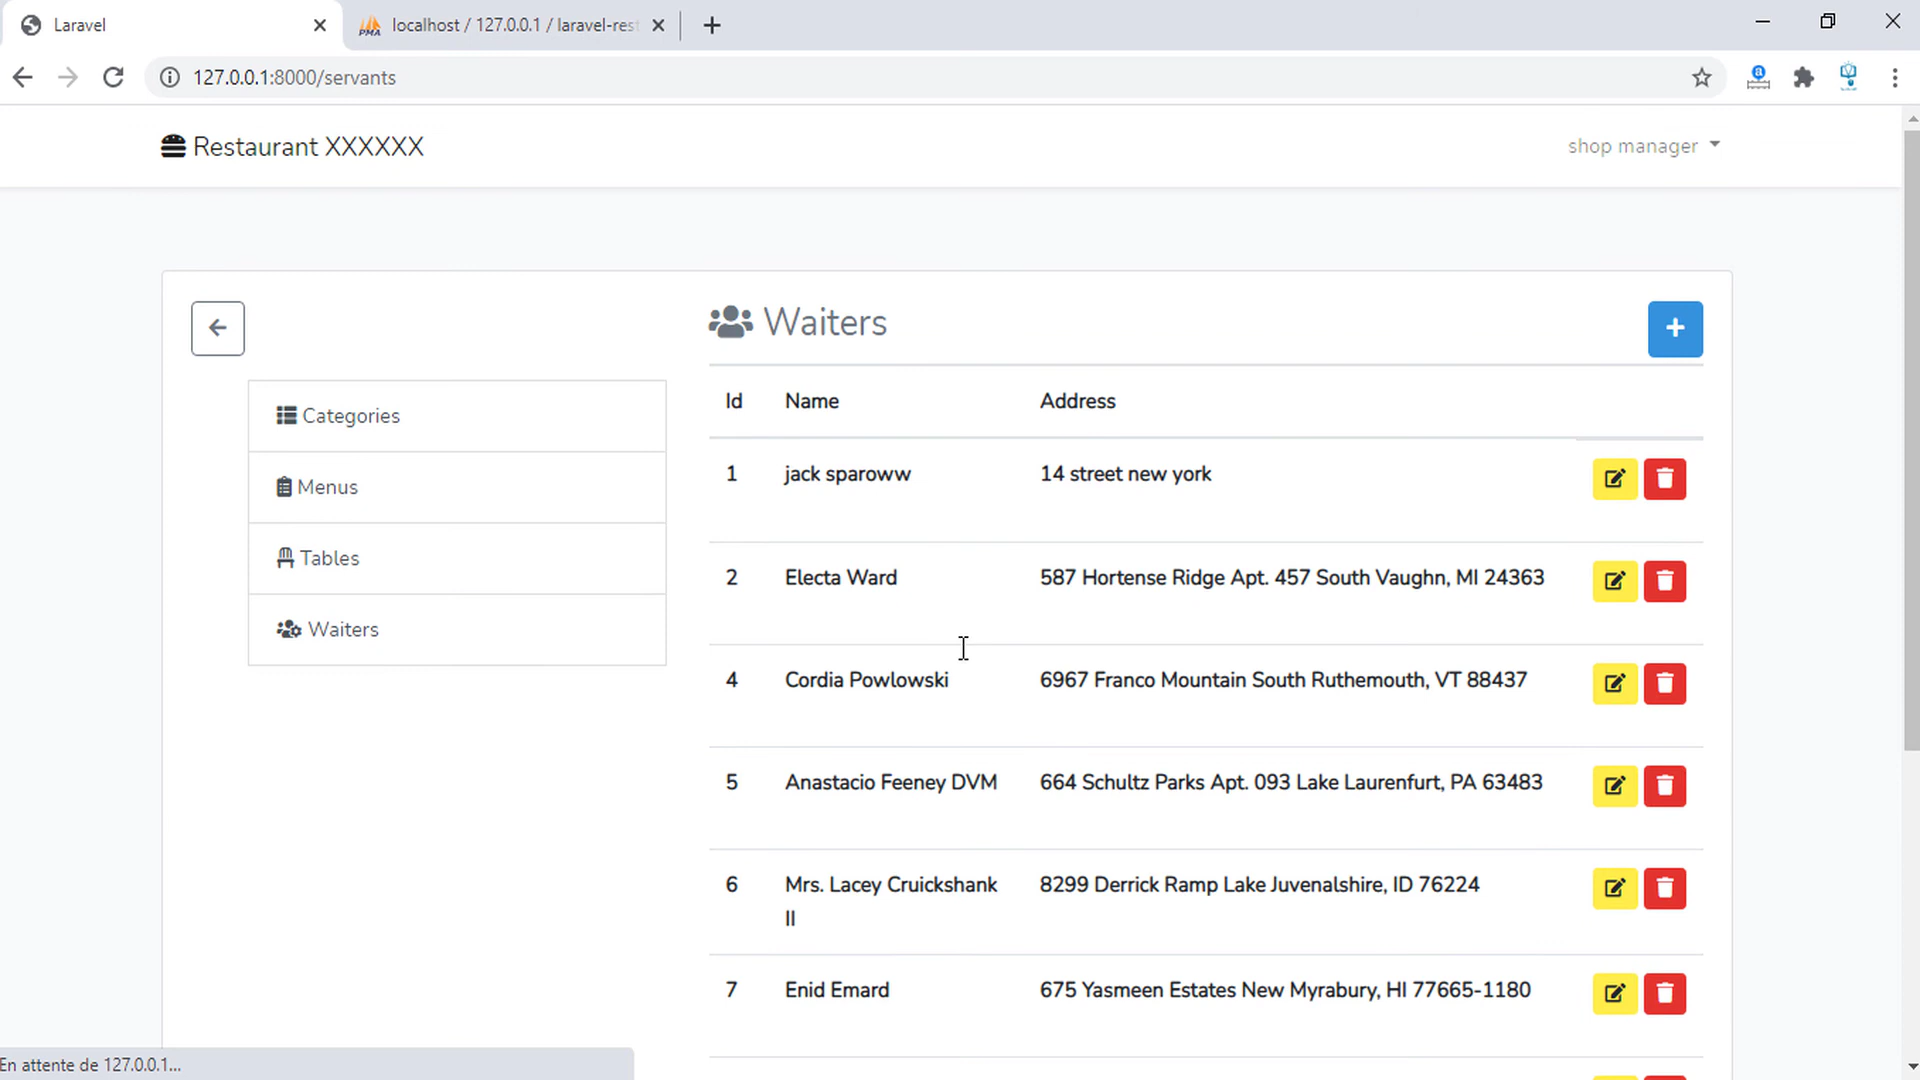 Laravel
localhost / 127.0.0.1 / laravel-rest
127.0.0.1:8000/servants
Restaurant XXXXXX
shop manager
Waiters
Categories
Menus
Tables
Waiters
Id Name Address
1 jack sparoww 14 street new york
2 Electa Ward 587 Hortense Ridge Apt. 457 South Vaughn, MI 24363
4 Cordia Powlowski 6967 Franco Mountain South Ruthemouth, VT 88437
5 Anastacio Feeney DVM 664 Schultz Parks Apt. 093 Lake Laurenfurt, PA 63483
6 Mrs. Lacey Cruickshank 8299 Derrick Ramp Lake Juvenalshire, ID 76224
II
7 Enid Emard 675 Yasmeen Estates New Myrabury, HI 77665-1180
En attente de 127.0.0.1...